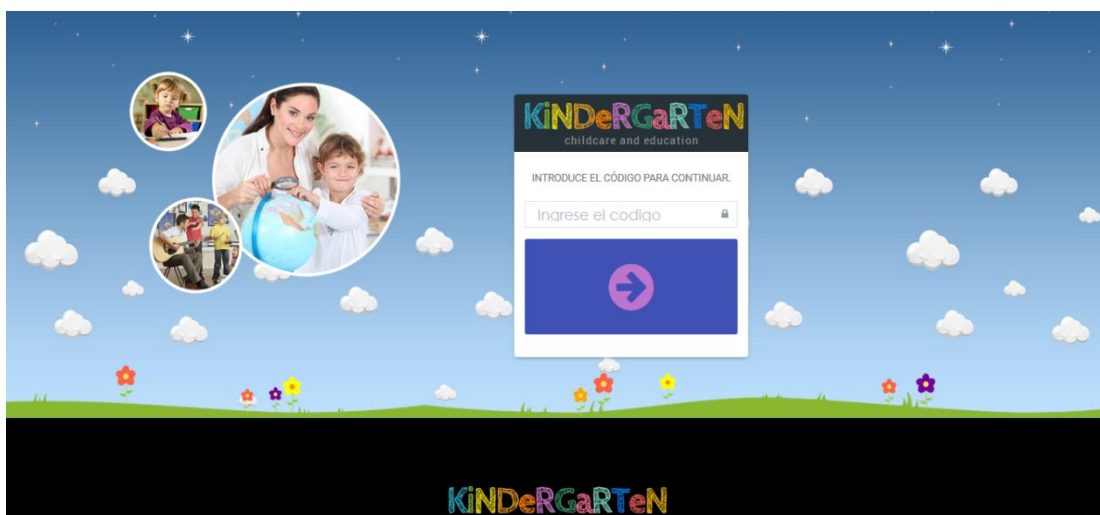 KiNDeRGaRTeN
childcare and education
INTRODUCE EL CÓDIGO PARA CONTINUAR.
Ingrese el codigo
KiNDeRGaRTeN